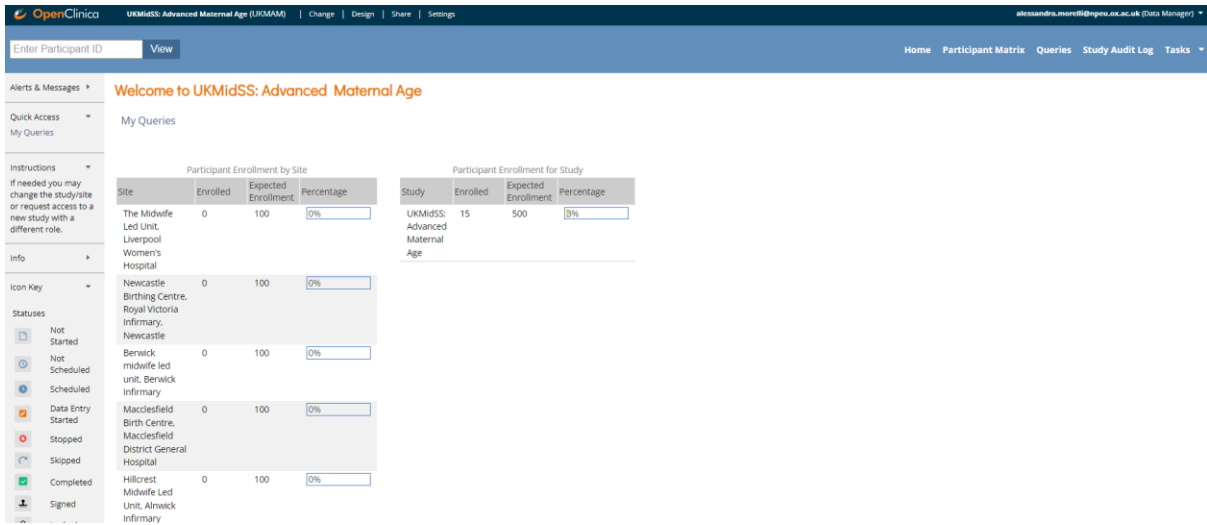 OpenClinica UKMidSS: Advanced Maternal Age (UKMAM) | Change | Design | Share | Settings alessandra.morelli@npeu.ox.ac.uk (Data Manager)
Enter Participant ID View Home Participant Matrix Queries Study Audit Log Tasks
Alerts & Messages
Quick Access
My Queries
Instructions
If needed you may
change the study/site
or request access to a
new study with a
different role.
Info
Icon Key
Statuses
Not
Started
Not
Scheduled
Scheduled
Data Entry
Started
Stopped
Skipped
Completed
Signed
Welcome to UKMidSS: Advanced Maternal Age
My Queries
Participant Enrollment by Site
Site Enrolled Expected Enrollment Percentage
The Midwife 0 100 0%
Led Unit,
Liverpool
Women's
Hospital
Newcastle 0 100 0%
Birthing Centre,
Royal Victoria
Infirmary,
Newcastle
Berwick 0 100 0%
midwife led
unit, Berwick
Infirmary
Macclesfield 0 100 0%
Birth Centre,
Macclesfield
District General
Hospital
Hillcrest 0 100 0%
Midwife Led
Unit, Alnwick
Infirmary
Participant Enrollment for Study
Study Enrolled Expected Enrollment Percentage
UKMidSS: 15 500 3%
Advanced
Maternal
Age